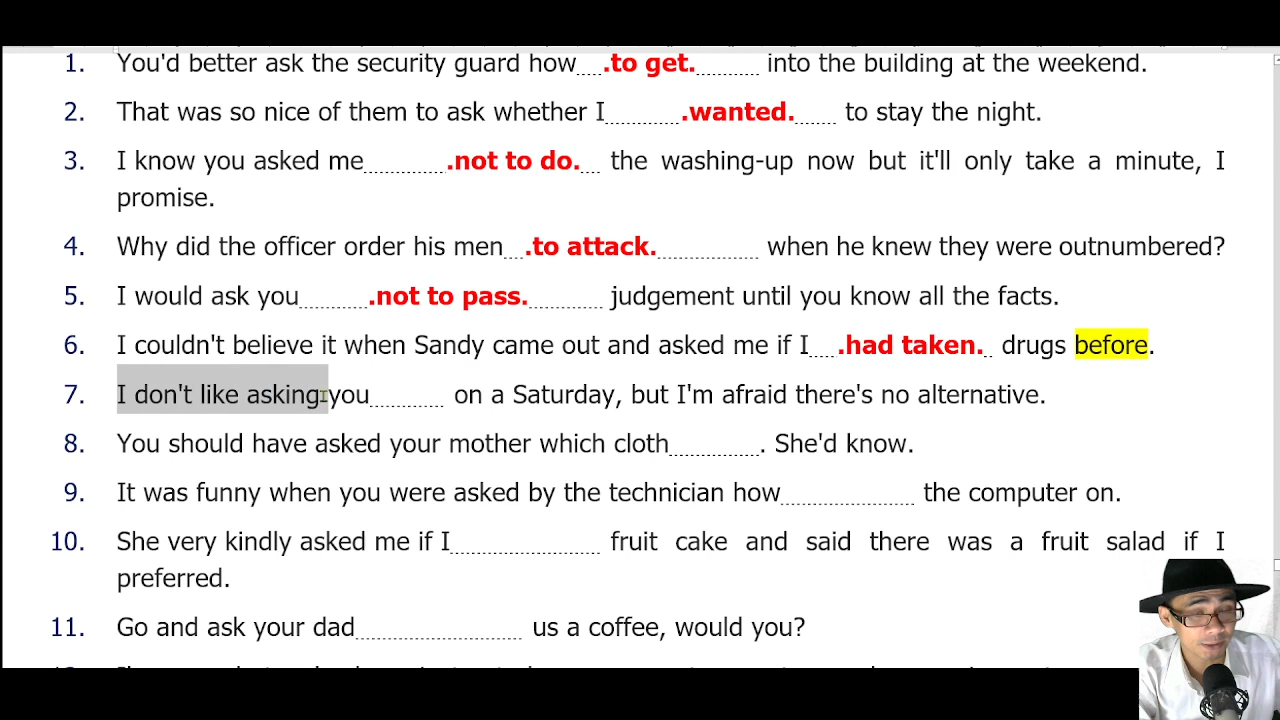 1. You'd better ask the security guard how.....to get.......... into the building at the weekend.
2. That was so nice of them to ask whether I...........wanted....... to stay the night.
3. I know you asked me.............not to do.... the washing-up now but it'll only take a minute, I
promise.
4. Why did the officer order his men....to attack................ when he knew they were outnumbered?
5. I would ask you...........not to pass............ judgement until you know all the facts.
6. I couldn't believe it when Sandy came out and asked me if I.....had taken... drugs before.
7. I don't like asking you........... on a Saturday, but I'm afraid there's no alternative.
8. You should have asked your mother which cloth.............. She'd know.
9. It was funny when you were asked by the technician how.................... the computer on.
10. She very kindly asked me if I...................... fruit cake and said there was a fruit salad if I
preferred.
11. Go and ask your dad........................ us a coffee, would you?